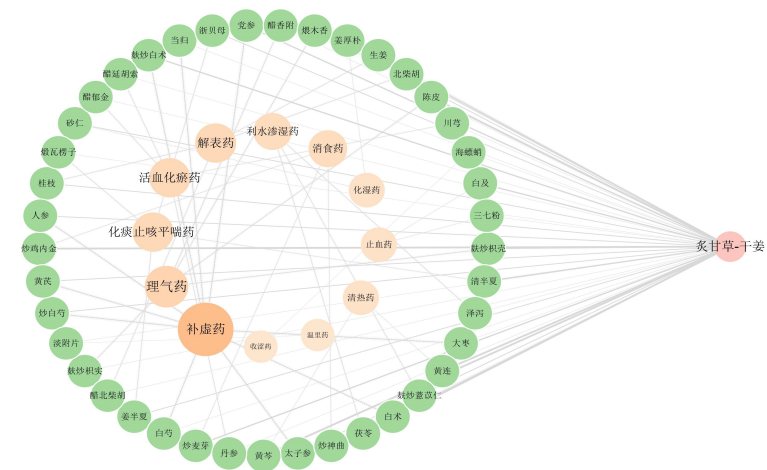 党参
醋香附
煨木香
姜厚朴
生姜
北柴胡
陈皮
川芎
海螵蛸
白及
三七粉
麸炒枳壳
清半夏
泽泻
大枣
黄连
麸炒薏苡仁
白术
茯苓
炒神曲
太子参
黄芩
丹参
炒麦芽
白芍
姜半夏
醋北柴胡
麸炒枳实
淡附片
炒白芍
黄芪
炒鸡内金
人参
桂枝
煅瓦楞子
砂仁
醋郁金
醋延胡索
麸炒白术
当归
浙贝母
利水渗湿药
消食药
化湿药
止血药
清热药
温里药
收涩药
补虚药
理气药
化痰止咳平喘药
活血化瘀药
解表药
炙甘草-干姜